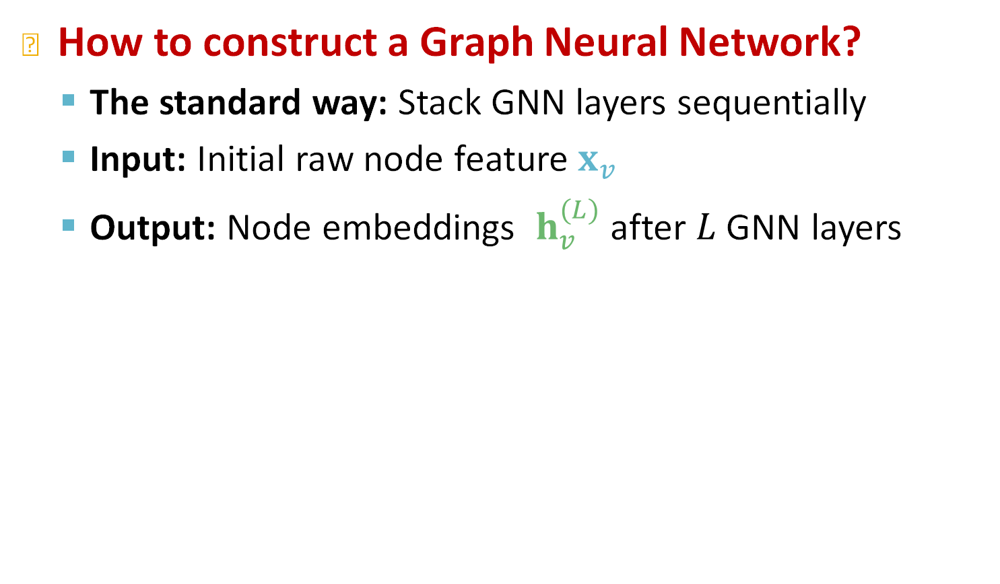 How to construct a Graph Neural Network?
▪ The standard way: Stack GNN layers sequentially
▪ Input: Initial raw node feature $\mathbf{x}_v$
▪ Output: Node embeddings $\mathbf{h}_v^{(L)}$ after $L$ GNN layers